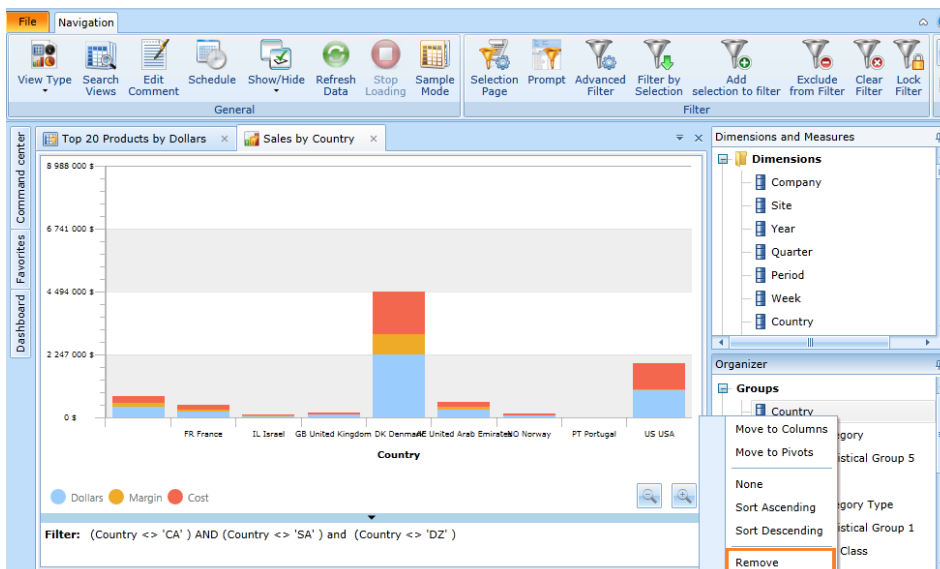 File Navigation
View Type Search Views Edit Comment Schedule Show/Hide Refresh Data Stop Loading Sample Mode
General
Selection Page Prompt Advanced Filter Filter by Selection Add selection to filter Exclude from Filter Clear Filter Lock Filter
Filter
Command center
Favorites
Dashboard
Top 20 Products by Dollars × Sales by Country ×
8 988 000 $
6 741 000 $
4 494 000 $
2 247 000 $
0 $
FR France IL Israel GB United Kingdom DK Denmark AE United Arab Emirates NO Norway PT Portugal US USA
Country
Dollars Margin Cost
Filter: (Country <> 'CA' ) AND (Country <> 'SA' ) and (Country <> 'DZ' )
Dimensions and Measures
Dimensions
Company
Site
Year
Quarter
Period
Week
Country
Organizer
Groups
Country
Move to Columns
Move to Pivots
None
Sort Ascending
Sort Descending
Remove
egory
istical Group 5
egory Type
istical Group 1
Class